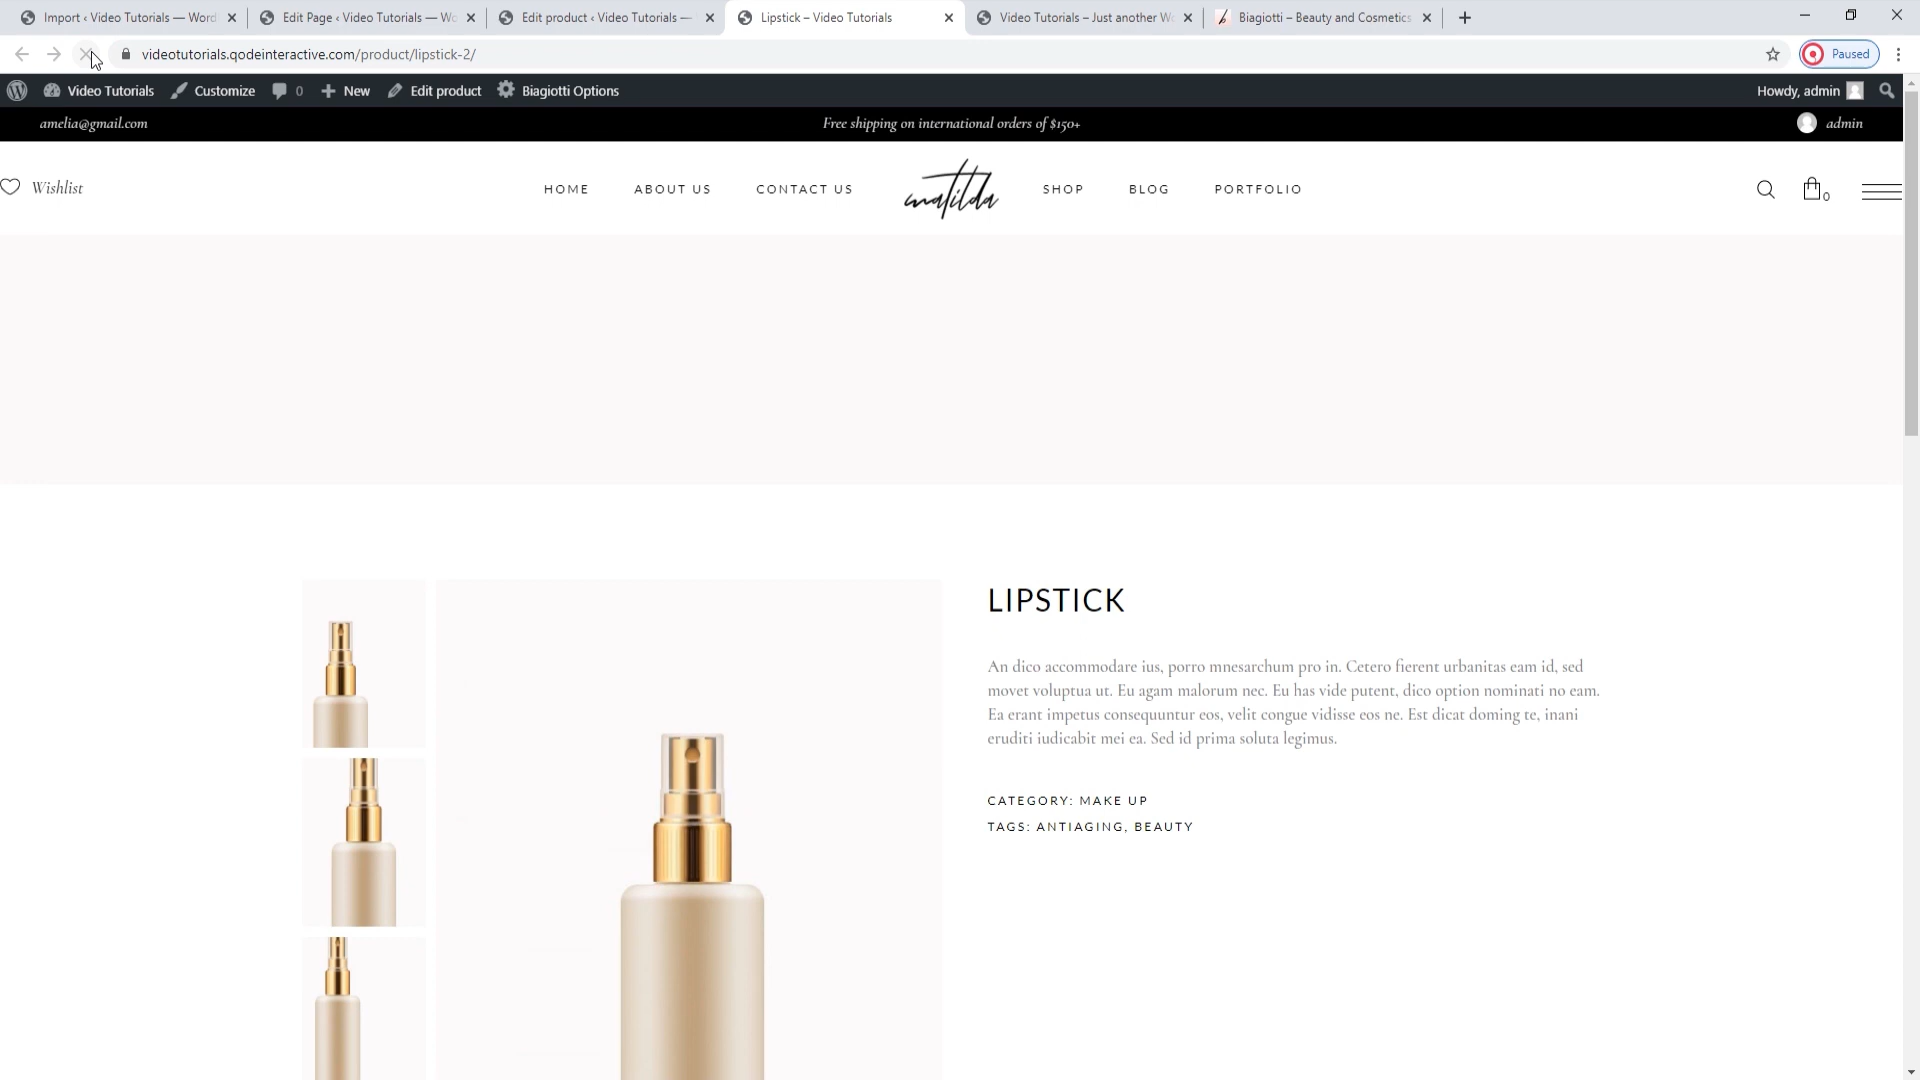 Import ‹ Video Tutorials — Word
Edit Page ‹ Video Tutorials — Wo
Edit product ‹ Video Tutorials —
Lipstick – Video Tutorials
Video Tutorials – Just another Wo
Biagiotti – Beauty and Cosmetics
videotutorials.qodeinteractive.com/product/lipstick-2/
Paused
Video Tutorials
Customize
0
New
Edit product
Biagiotti Options
Howdy, admin
amelia@gmail.com
Free shipping on international orders of $150+
admin
Wishlist
HOME
ABOUT US
CONTACT US
matilda
SHOP
BLOG
PORTFOLIO
0
LIPSTICK
An dico accommodare ius, porro mnesarchum pro in. Cetero fierent urbanitas eam id, sed
movet voluptua ut. Eu agam malorum nec. Eu has vide putent, dico option nominati no eam.
Ea erant impetus consequuntur eos, velit congue vidisse eos ne. Est dicat doming te, inani
eruditi iudicabit mei ea. Sed id prima soluta legimus.
CATEGORY: MAKE UP
TAGS: ANTIAGING, BEAUTY